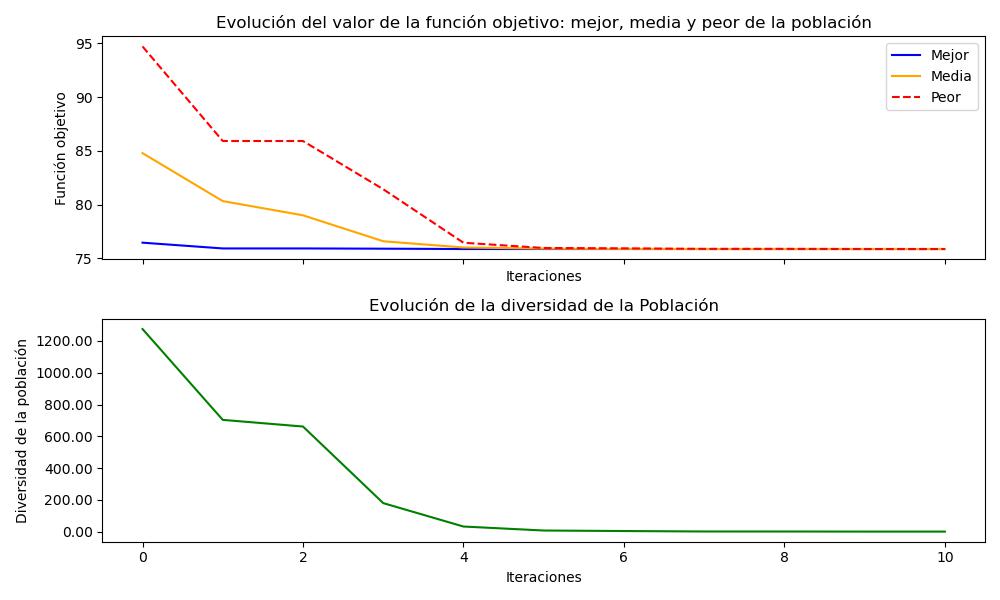 Evolución del valor de la función objetivo: mejor, media y peor de la población
95
90
85
80
75
Función objetivo
Mejor
Media
Peor
Iteraciones
Evolución de la diversidad de la Población
1200.00
1000.00
800.00
600.00
400.00
200.00
0.00
Diversidad de la población
0 2 4 6 8 10
Iteraciones